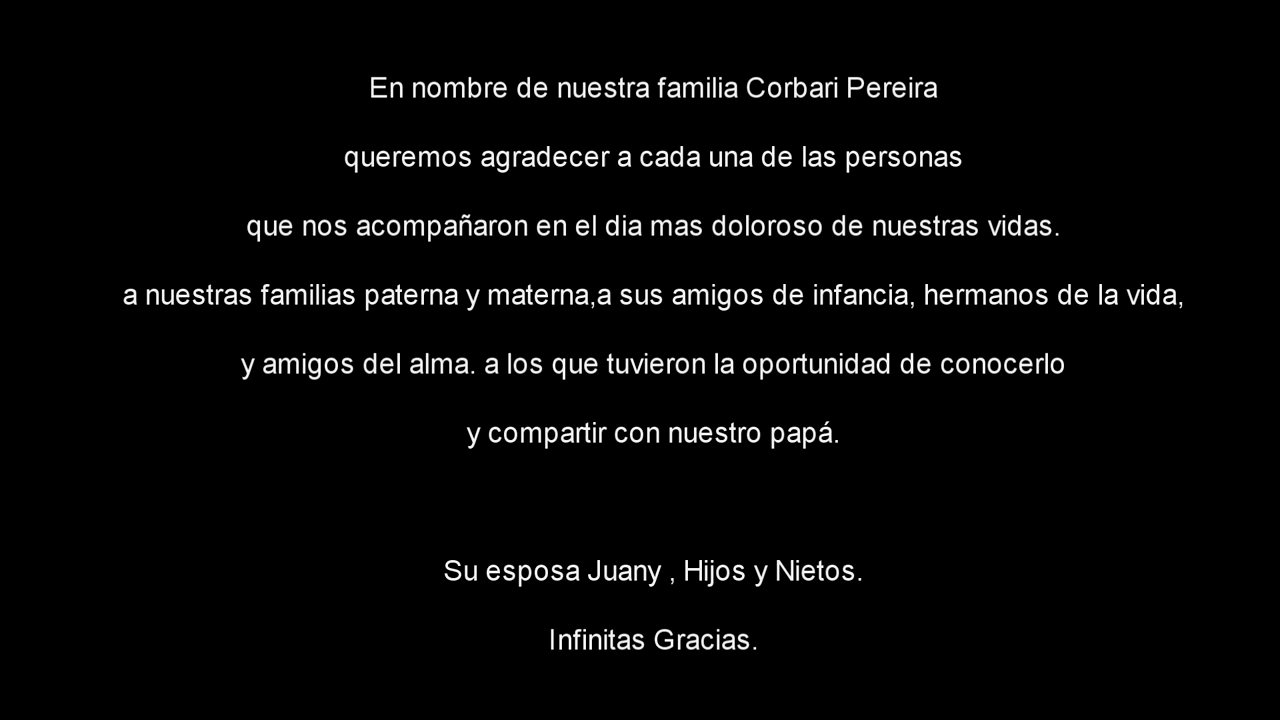 En nombre de nuestra familia Corbari Pereira
queremos agradecer a cada una de las personas
que nos acompañaron en el dia mas doloroso de nuestras vidas.
a nuestras familias paterna y materna,a sus amigos de infancia, hermanos de la vida,
y amigos del alma. a los que tuvieron la oportunidad de conocerlo
y compartir con nuestro papá.
Su esposa Juany , Hijos y Nietos.
Infinitas Gracias.